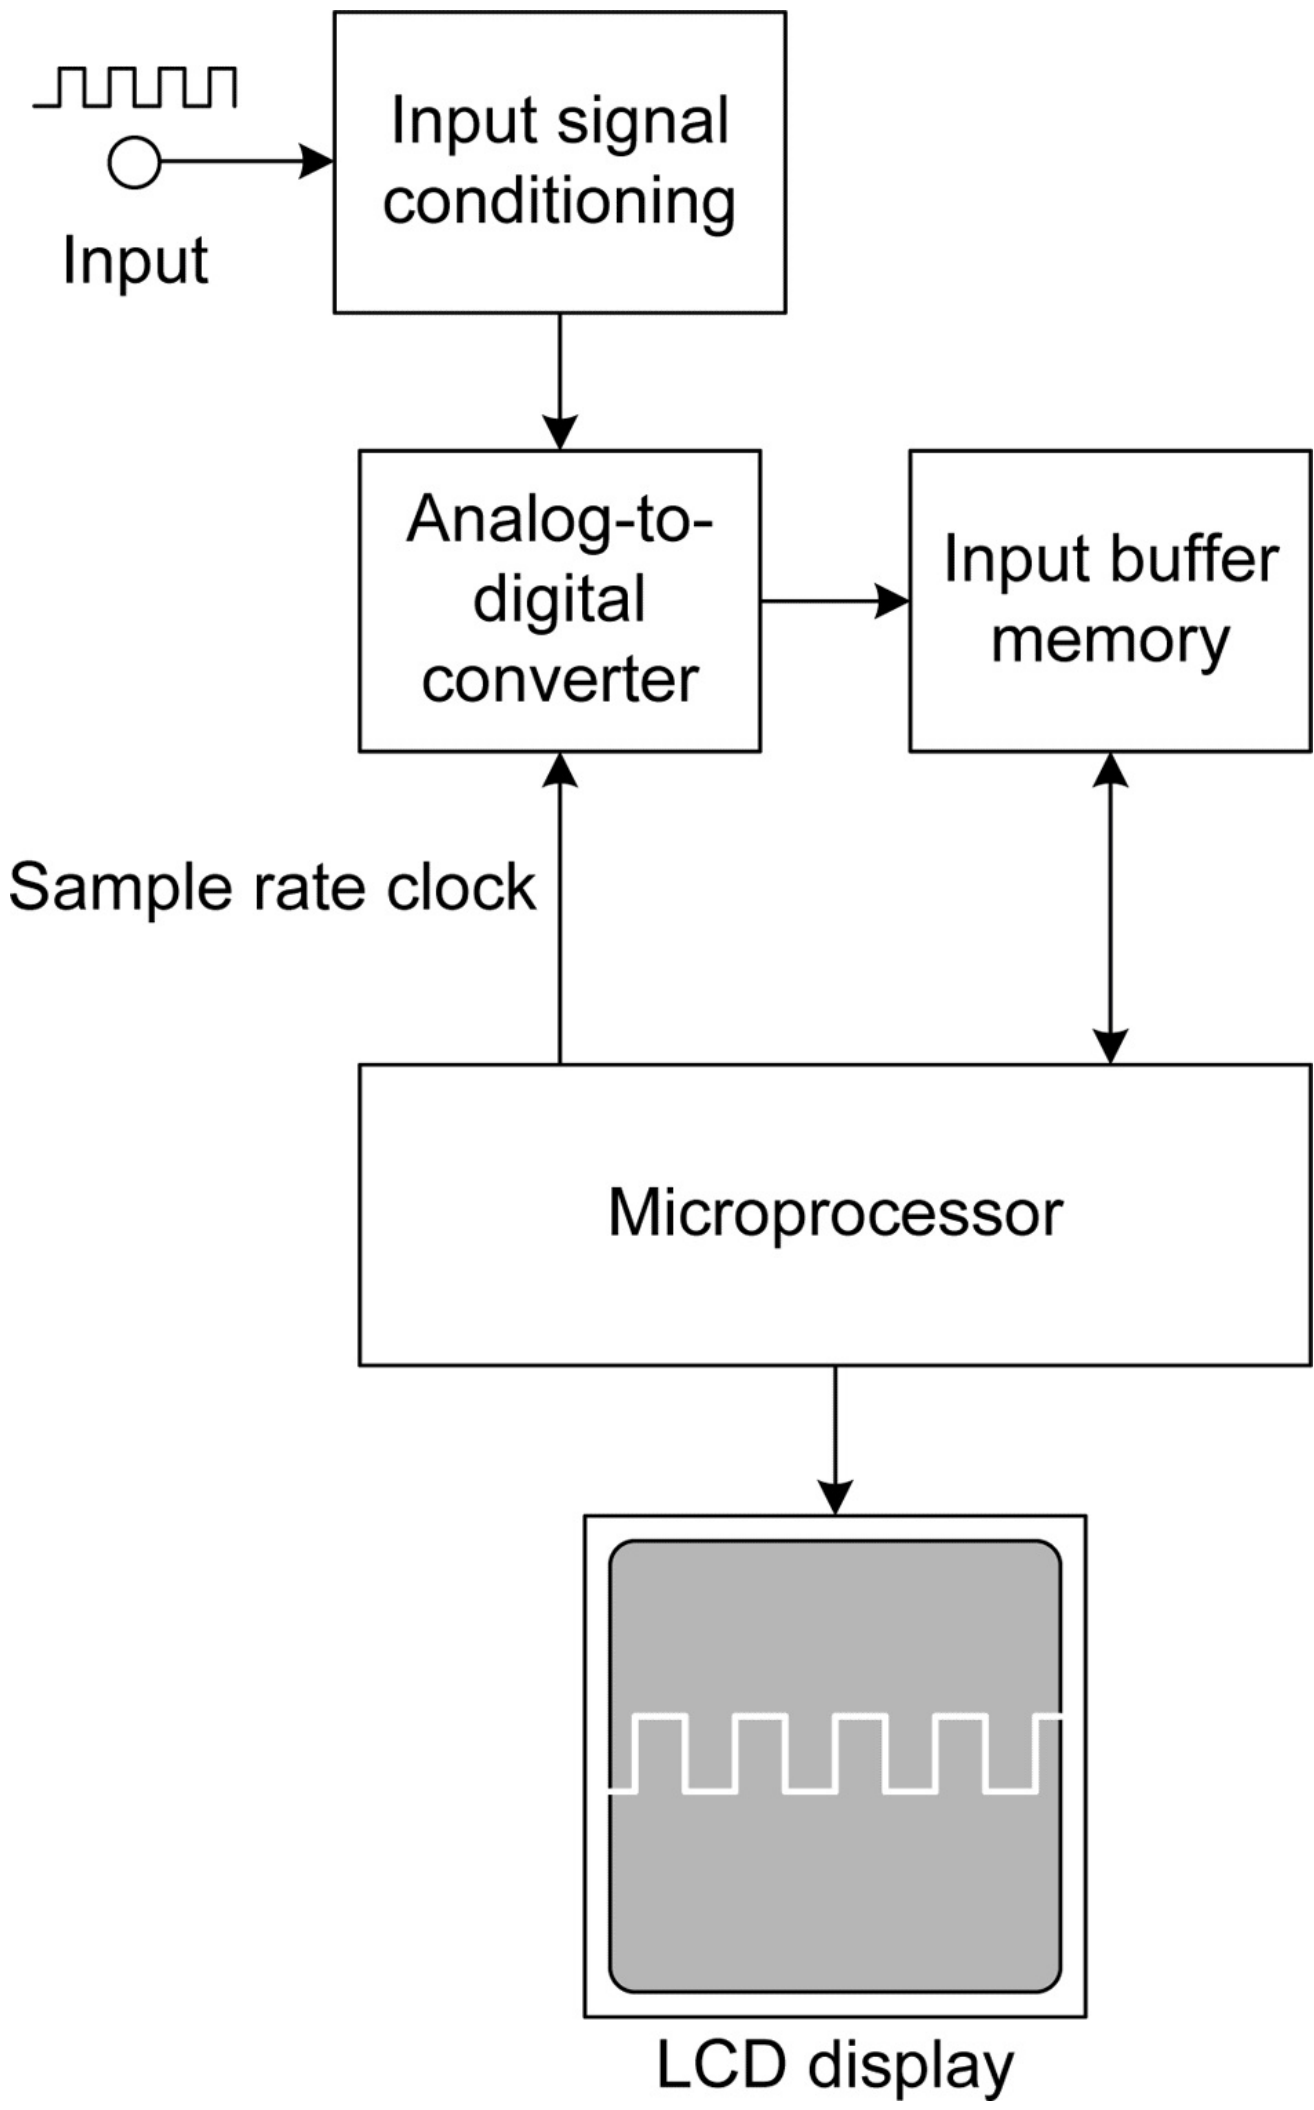 Input signal
conditioning
Input
Analog-to-
digital
converter
Input buffer
memory
Sample rate clock
Microprocessor
LCD display